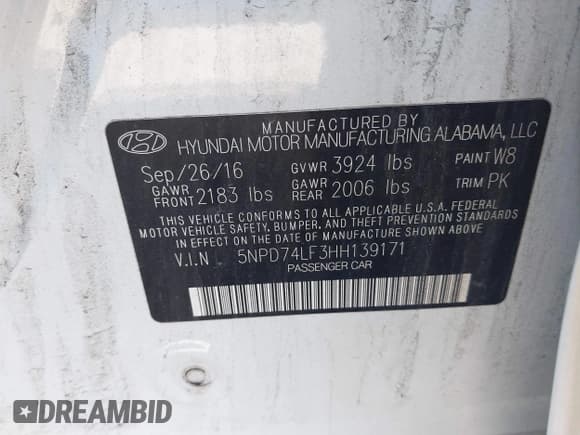 MANUFACTURED BY
HYUNDAI MOTOR MANUFACTURING ALABAMA, LLC
Sep/26/16 GVWR 3924 lbs PAINT W8
GAWR FRONT 2183 lbs GAWR REAR 2006 lbs TRIM PK
THIS VEHICLE CONFORMS TO ALL APPLICABLE U.S.A. FEDERAL
MOTOR VEHICLE SAFETY, BUMPER, AND THEFT PREVENTION STANDARDS
IN EFFECT ON THE DATE OF MANUFACTURE SHOWN ABOVE.
V.I.N 5NPD74LF3HH139171
PASSENGER CAR
DREAMBID